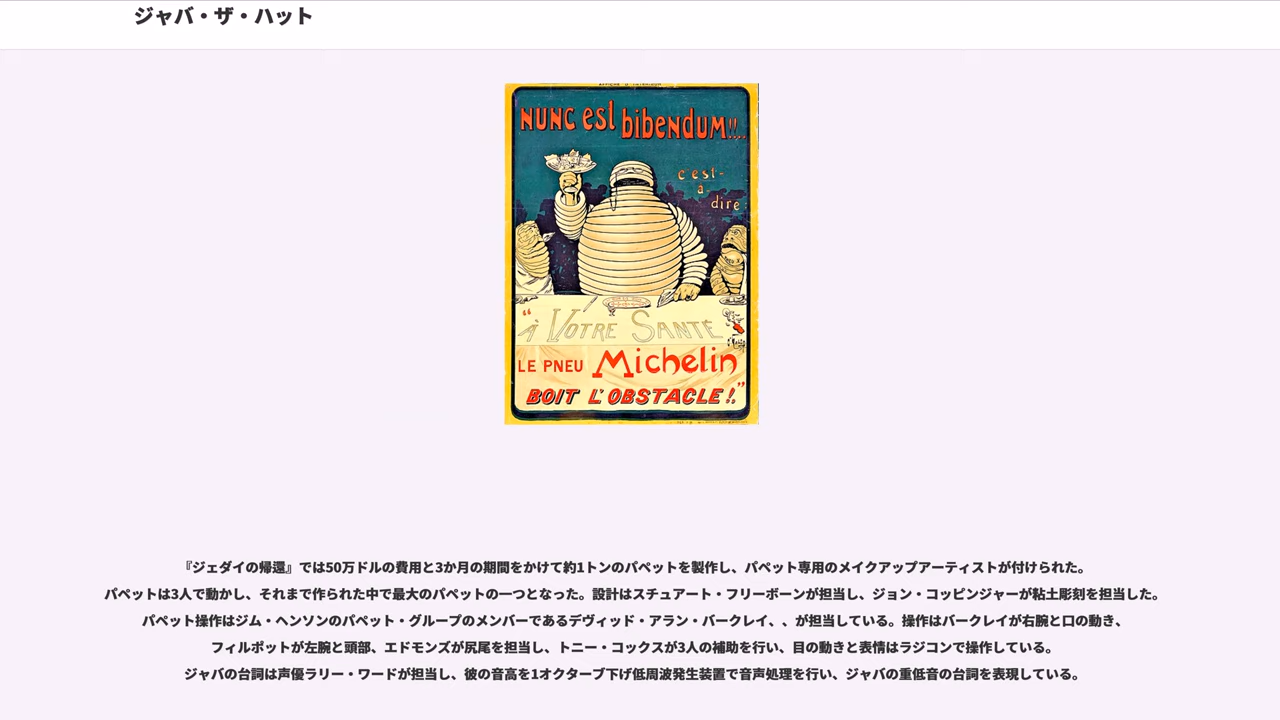 ジャバ・ザ・ハット
NUNC est bibendum!!..
c'est-
à
dire:
"À VOTRE SANTÉ
LE PNEU Michelin
BOIT L'OBSTACLE!."
『ジェダイの帰還』では50万ドルの費用と3か月の期間をかけて約1トンのパペットを製作し、パペット専用のメイクアップアーティストが付けられた。
パペットは3人で動かし、それまで作られた中で最大のパペットの一つとなった。設計はスチュアート・フリーボーンが担当し、ジョン・コッピンジャーが粘土彫刻を担当した。
パペット操作はジム・ヘンソンのパペット・グループのメンバーであるデヴィッド・アラン・バークレイ、、が担当している。操作はバークレイが右腕と口の動き、
フィルポットが左腕と頭部、エドモンズが尻尾を担当し、トニー・コックスが3人の補助を行い、目の動きと表情はラジコンで操作している。
ジャバの台詞は声優ラリー・ワードが担当し、彼の音高を1オクターブ下げ低周波発生装置で音声処理を行い、ジャバの重低音の台詞を表現している。